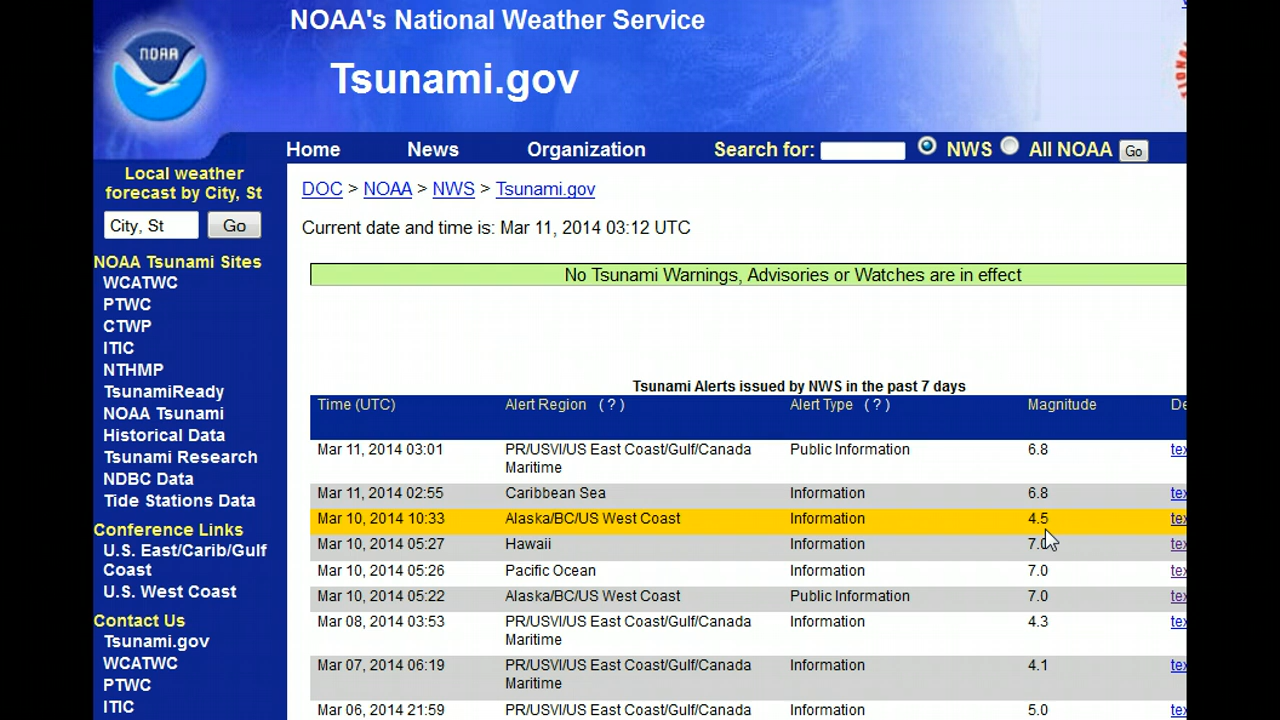 NOAA's National Weather Service
NOAA
Tsunami.gov
Home News Organization Search for: NWS All NOAA Go
Local weather
forecast by City, St
City, St Go
NOAA Tsunami Sites
WCATWC
PTWC
CTWP
ITIC
NTHMP
TsunamiReady
NOAA Tsunami
Historical Data
Tsunami Research
NDBC Data
Tide Stations Data
Conference Links
U.S. East/Carib/Gulf
Coast
U.S. West Coast
Contact Us
Tsunami.gov
WCATWC
PTWC
ITIC
DOC > NOAA > NWS > Tsunami.gov
Current date and time is: Mar 11, 2014 03:12 UTC
No Tsunami Warnings, Advisories or Watches are in effect
Tsunami Alerts issued by NWS in the past 7 days
Time (UTC) Alert Region ( ? ) Alert Type ( ? ) Magnitude
Mar 11, 2014 03:01 PR/USVI/US East Coast/Gulf/Canada Public Information 6.8
Maritime
Mar 11, 2014 02:55 Caribbean Sea Information 6.8
Mar 10, 2014 10:33 Alaska/BC/US West Coast Information 4.5
Mar 10, 2014 05:27 Hawaii Information 7.0
Mar 10, 2014 05:26 Pacific Ocean Information 7.0
Mar 10, 2014 05:22 Alaska/BC/US West Coast Public Information 7.0
Mar 08, 2014 03:53 PR/USVI/US East Coast/Gulf/Canada Information 4.3
Maritime
Mar 07, 2014 06:19 PR/USVI/US East Coast/Gulf/Canada Information 4.1
Maritime
Mar 06, 2014 21:59 PR/USVI/US East Coast/Gulf/Canada Information 5.0